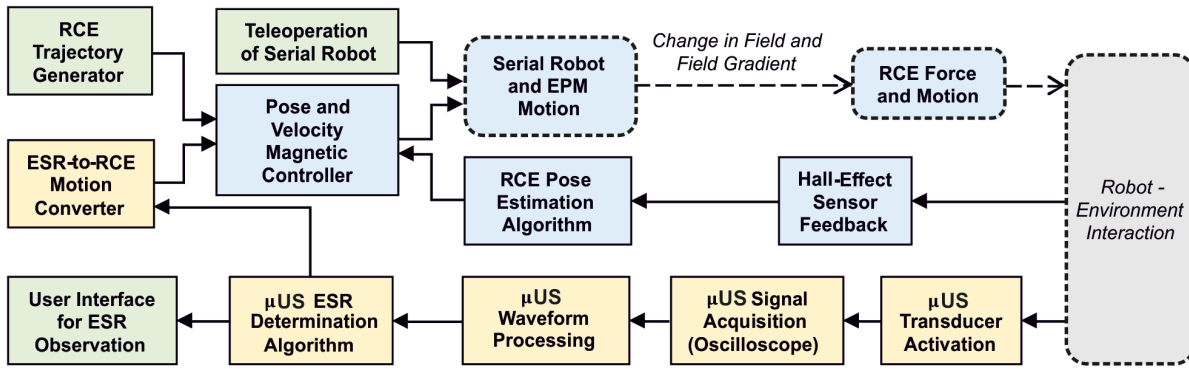 RCE
Trajectory
Generator
Teleoperation
of Serial Robot
Serial Robot
and EPM
Motion
Change in Field and
Field Gradient
RCE Force
and Motion
Pose and
Velocity
Magnetic
Controller
ESR-to-RCE
Motion
Converter
RCE Pose
Estimation
Algorithm
Hall-Effect
Sensor
Feedback
Robot -
Environment
Interaction
User Interface
for ESR
Observation
μUS ESR
Determination
Algorithm
μUS
Waveform
Processing
μUS Signal
Acquisition
(Oscilloscope)
μUS
Transducer
Activation